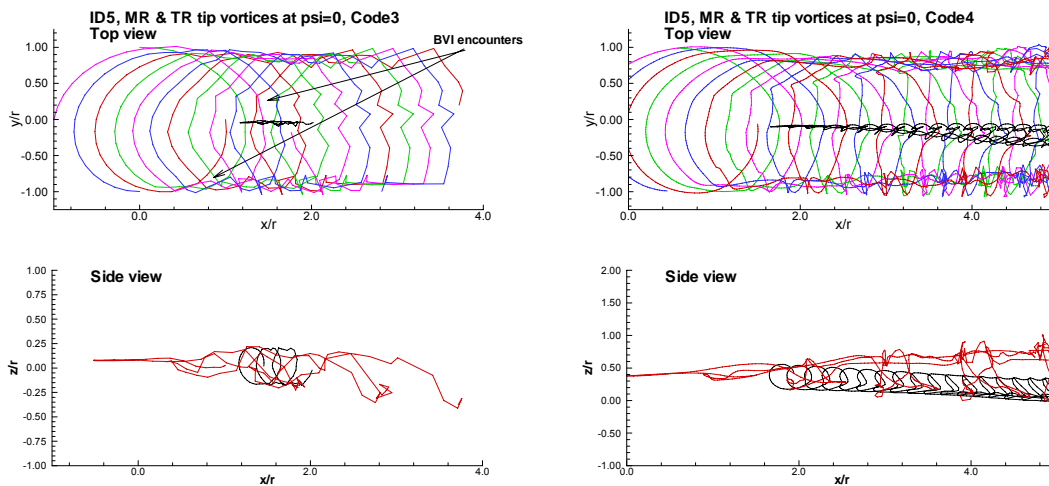 ID5, MR & TR tip vortices at psi=0, Code3
Top view
BVI encounters
1.00
0.50
0.00
-0.50
-1.00
y/r
0.0
2.0
4.0
x/r
ID5, MR & TR tip vortices at psi=0, Code4
Top view
1.00
0.50
0.00
-0.50
-1.00
y/r
0.0
2.0
4.0
x/r
Side view
1.00
0.75
0.50
0.25
0.00
-0.25
-0.50
-0.75
-1.00
z/r
0.0
2.0
4.0
x/r
Side view
2.00
1.50
1.00
0.50
0.00
-0.50
-1.00
z/r
0.0
2.0
4.0
x/r